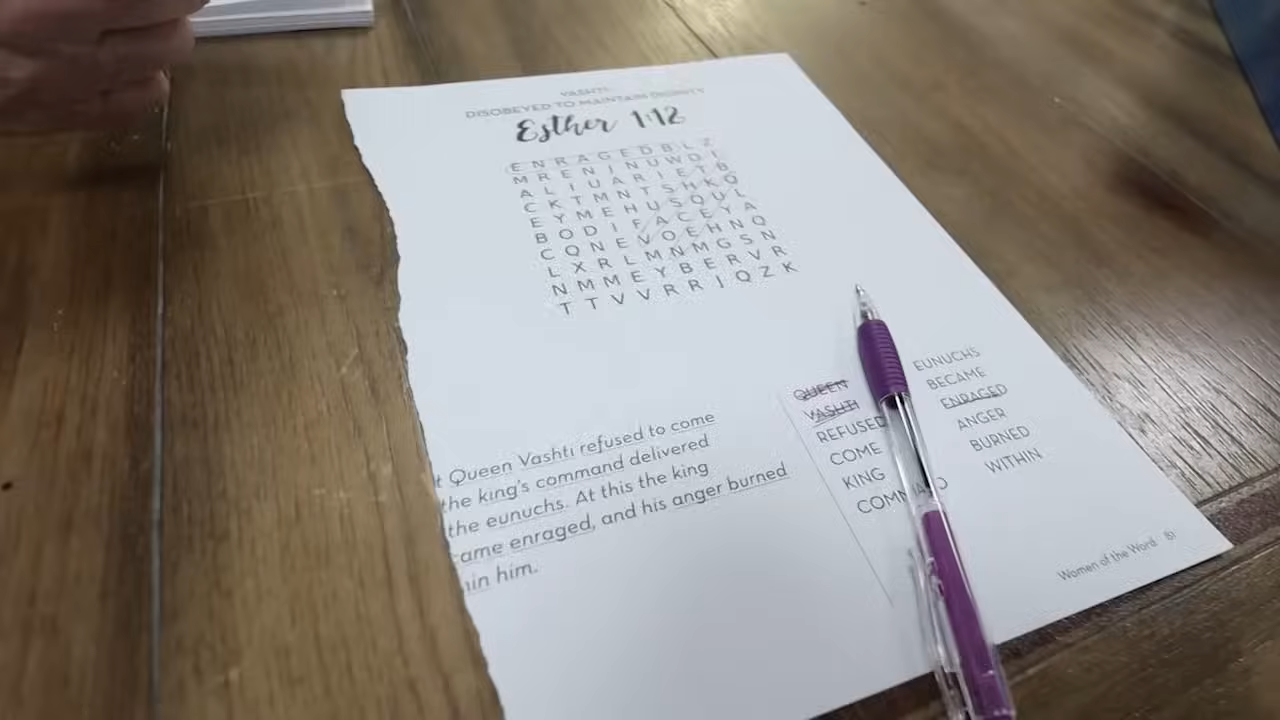 VASHTI
DISOBEYED TO MAINTAIN DIGNITY
Esther 1:12
E N R A G E D B L Z
M R E N J N U W D I
A L I U A R I E T B
C K T M N T S H K Q
E Y M E H U S Q U L
B O D I F A C E Y A
C Q N E V O E H N Q
L X R L M N M G S N
N M M E Y B E R V R
T T V V R R I Q Z K
t Queen Vashti refused to come
the king's command delivered
the eunuchs. At this the king
ame enraged, and his anger burned
hin him.
QUEEN
VASHTI
REFUSED
COME
KING
EUNUCHS
BECAME
ENRAGED
ANGER
BURNED
WITHIN
Women of the Word 61